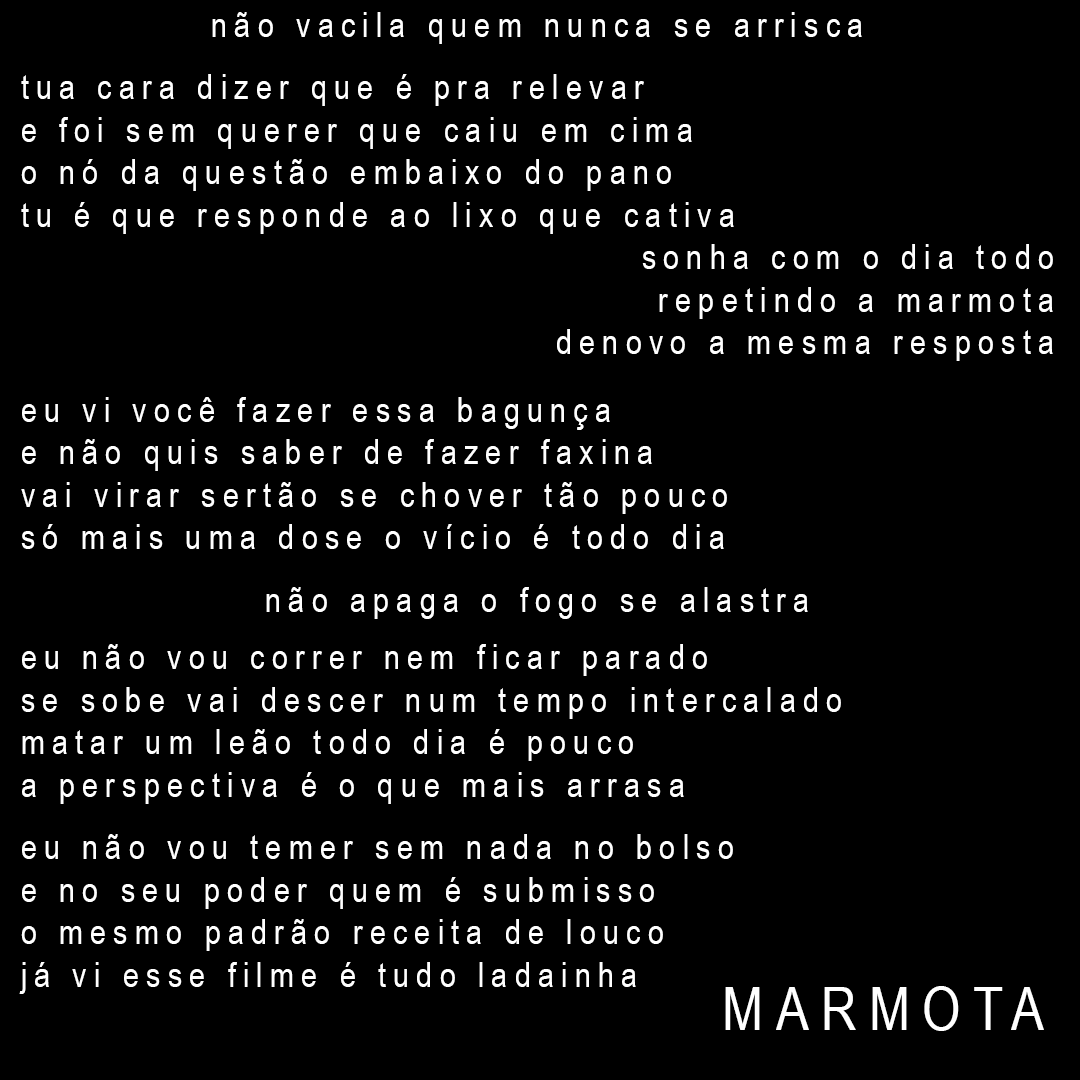 não vacila quem nunca se arrisca
tua cara dizer que é pra relevar
e foi sem querer que caiu em cima
o nó da questão embaixo do pano
tu é que responde ao lixo que cativa
sonha com o dia todo
repetindo a marmota
denovo a mesma resposta
eu vi você fazer essa bagunça
e não quis saber de fazer faxina
vai virar sertão se chover tão pouco
só mais uma dose o vício é todo dia
não apaga o fogo se alastra
eu não vou correr nem ficar parado
se sobe vai descer num tempo intercalado
matar um leão todo dia é pouco
a perspectiva é o que mais arrasa
eu não vou temer sem nada no bolso
e no seu poder quem é submisso
o mesmo padrão receita de louco
já vi esse filme é tudo ladainha
MARMOTA